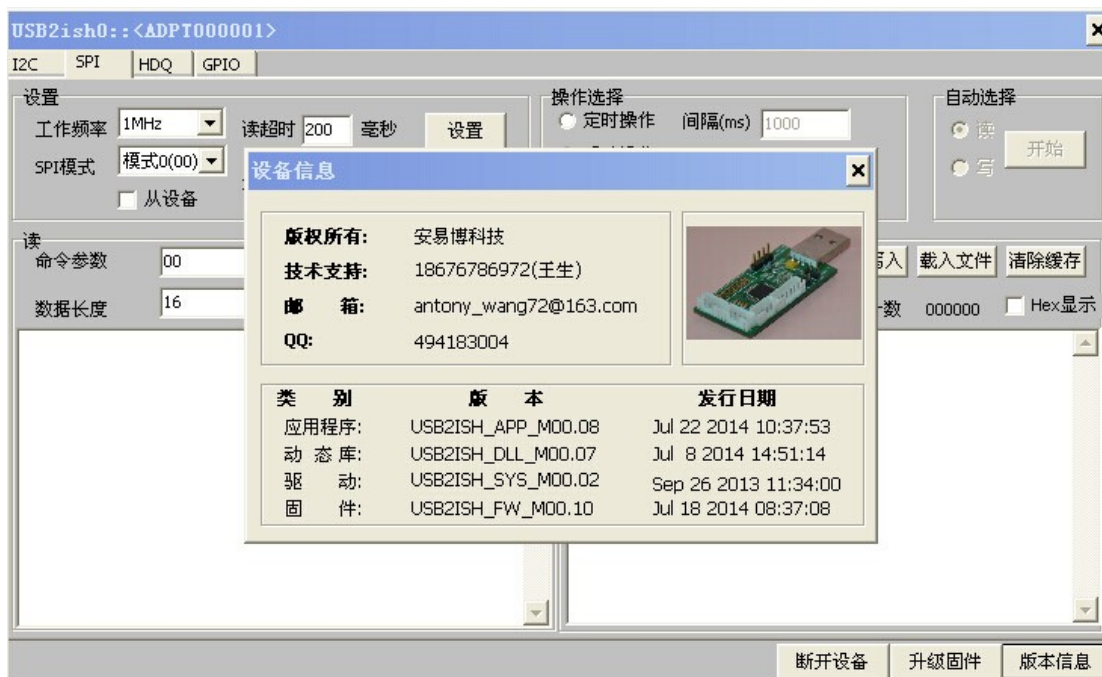 USB2ish0::<ADPT000001>
I2C SPI HDQ GPIO
设置 操作选择 自动选择
工作频率 1MHz 读超时 200 毫秒 设置 定时操作 间隔(ms) 1000 读 开始
SPI模式 模式0(00) 写
从设备
设备信息
版权所有: 安易博科技
技术支持: 18676786972(王生)
邮 箱: antony_wang72@163.com
QQ: 494183004
读
命令参数 00 载入文件 清除缓存
数据长度 16 数 000000 Hex显示
类 别 版 本 发行日期
应用程序: USB2ISH_APP_M00.08 Jul 22 2014 10:37:53
动 态 库: USB2ISH_DLL_M00.07 Jul 8 2014 14:51:14
驱 动: USB2ISH_SYS_M00.02 Sep 26 2013 11:34:00
固 件: USB2ISH_FW_M00.10 Jul 18 2014 08:37:08
断开设备 升级固件 版本信息